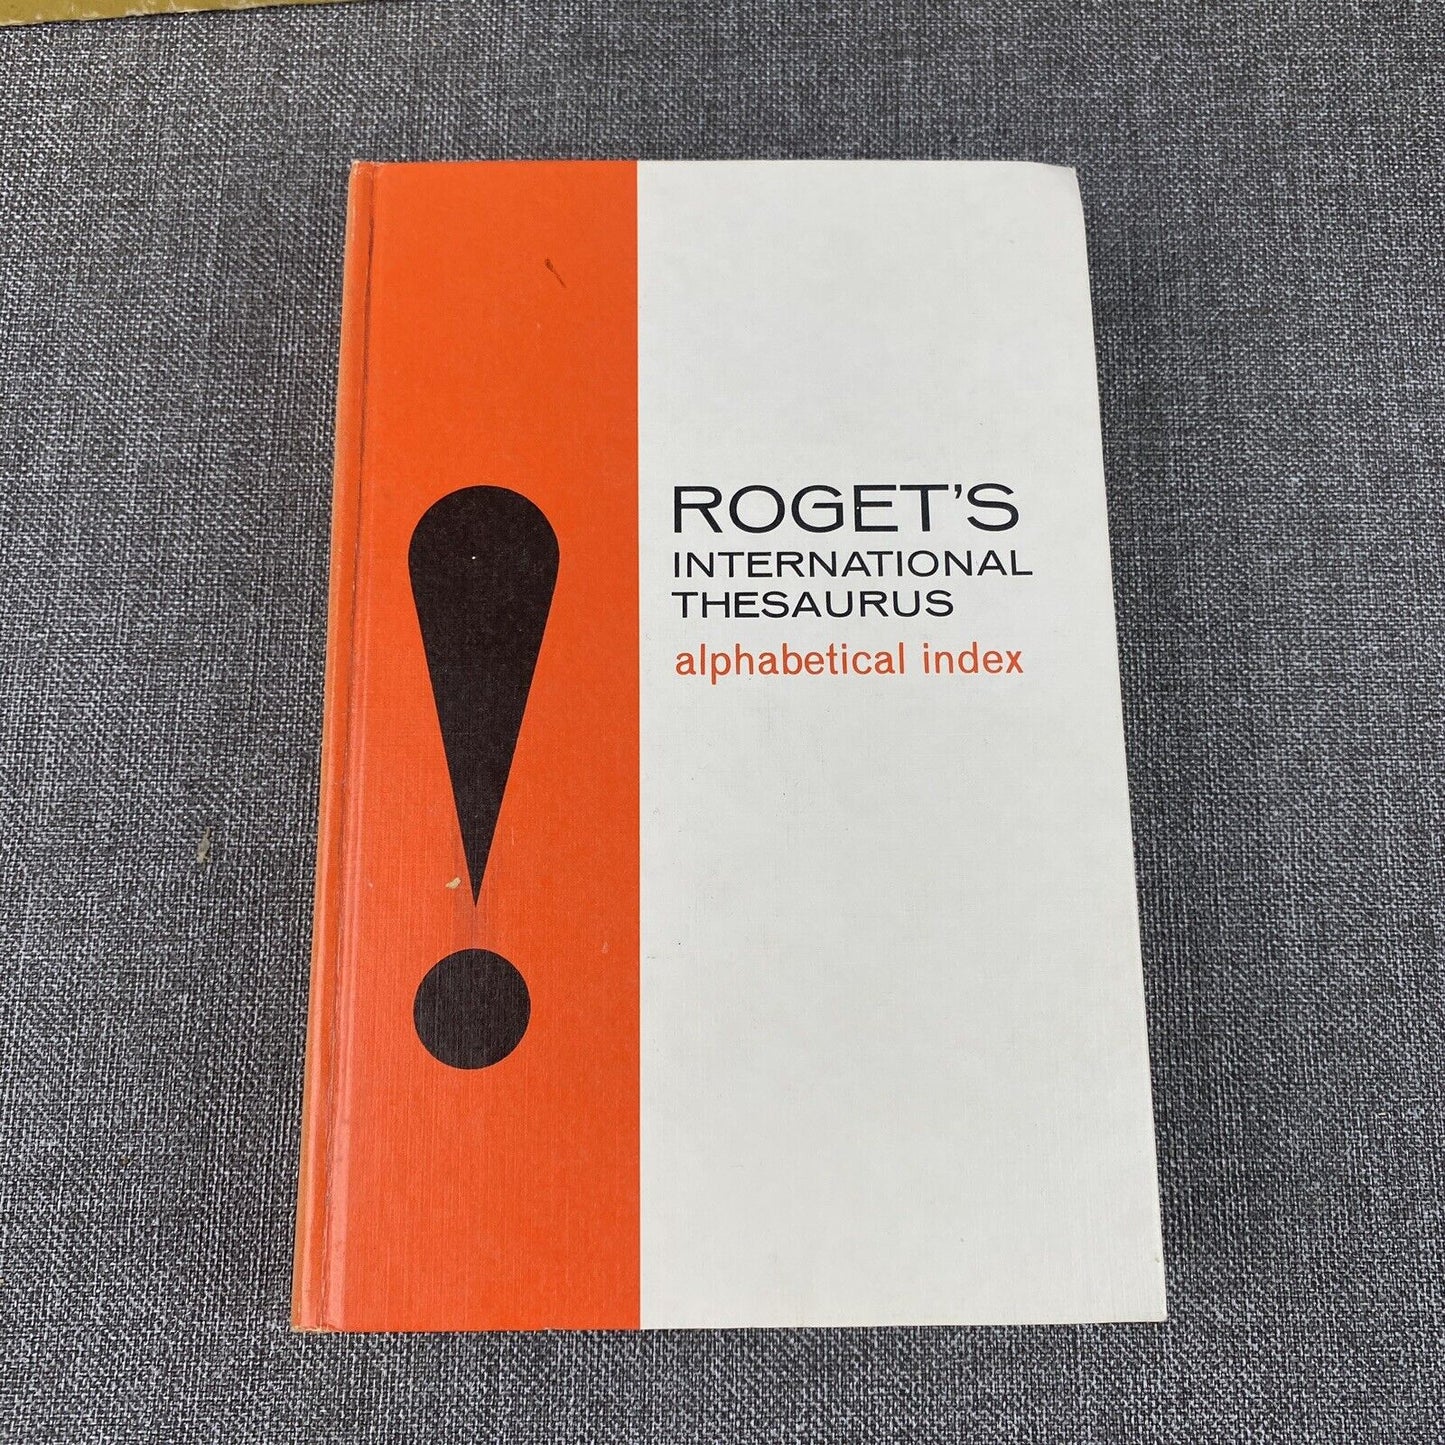 !
ROGET'S
INTERNATIONAL
THESAURUS
alphabetical index